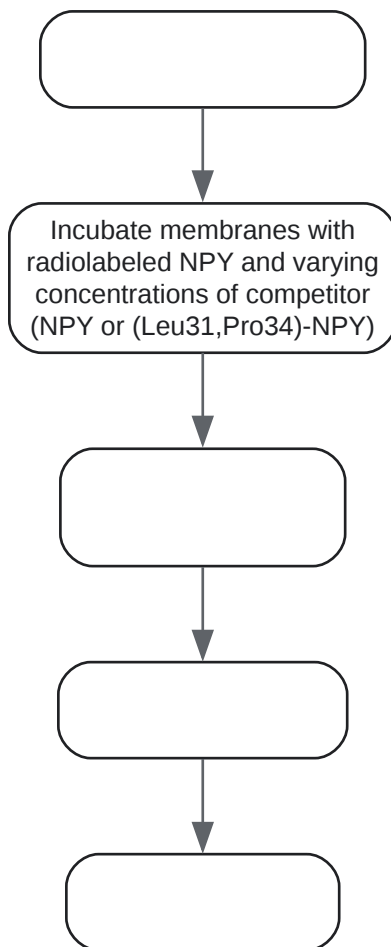 Incubate membranes with
radiolabeled NPY and varying
concentrations of competitor
(NPY or (Leu31,Pro34)-NPY)